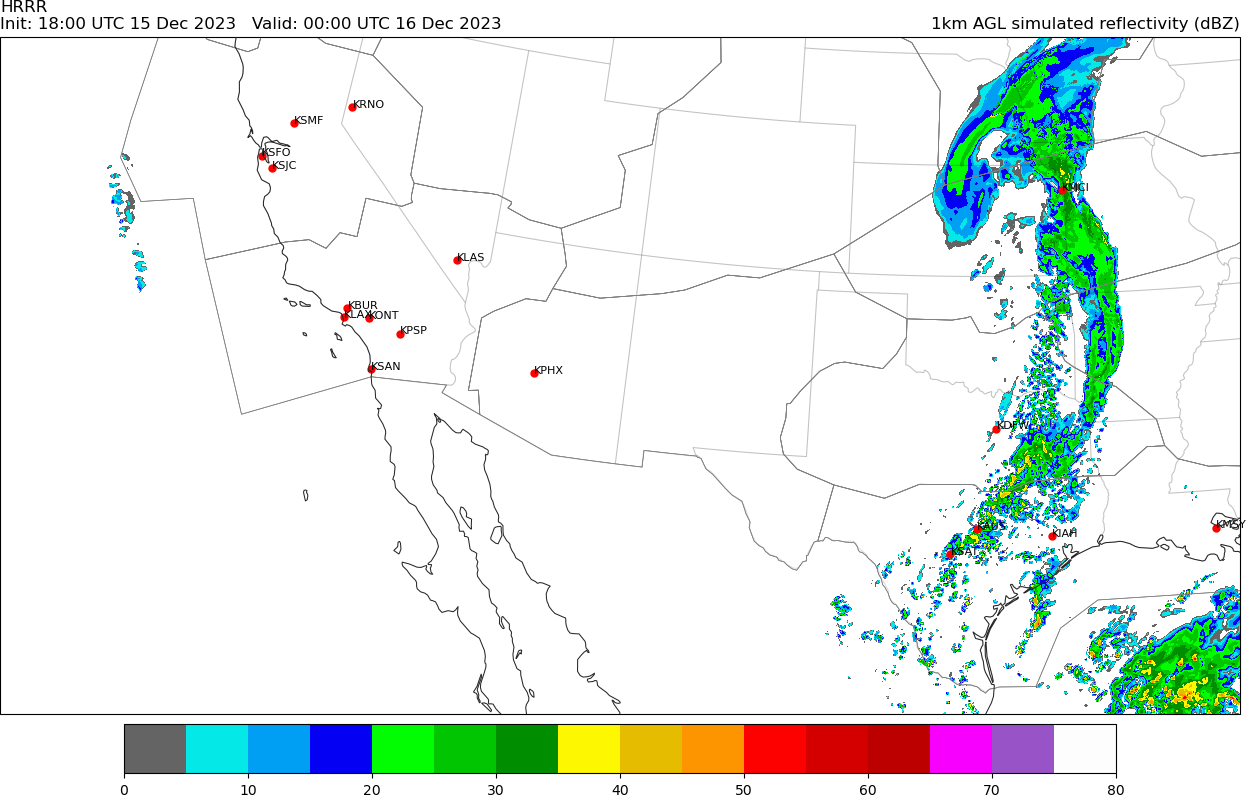 HRRR
Init: 18:00 UTC 15 Dec 2023   Valid: 00:00 UTC 16 Dec 2023
1km AGL simulated reflectivity (dBZ)
KRNO
KSMF
KSFO
KSJC
KMCI
KLAS
KBUR
KLAX
KONT
KPSP
KSAN
KPHX
KDFW
KAUS
KMSY
KIAH
KSAT
0 10 20 30 40 50 60 70 80